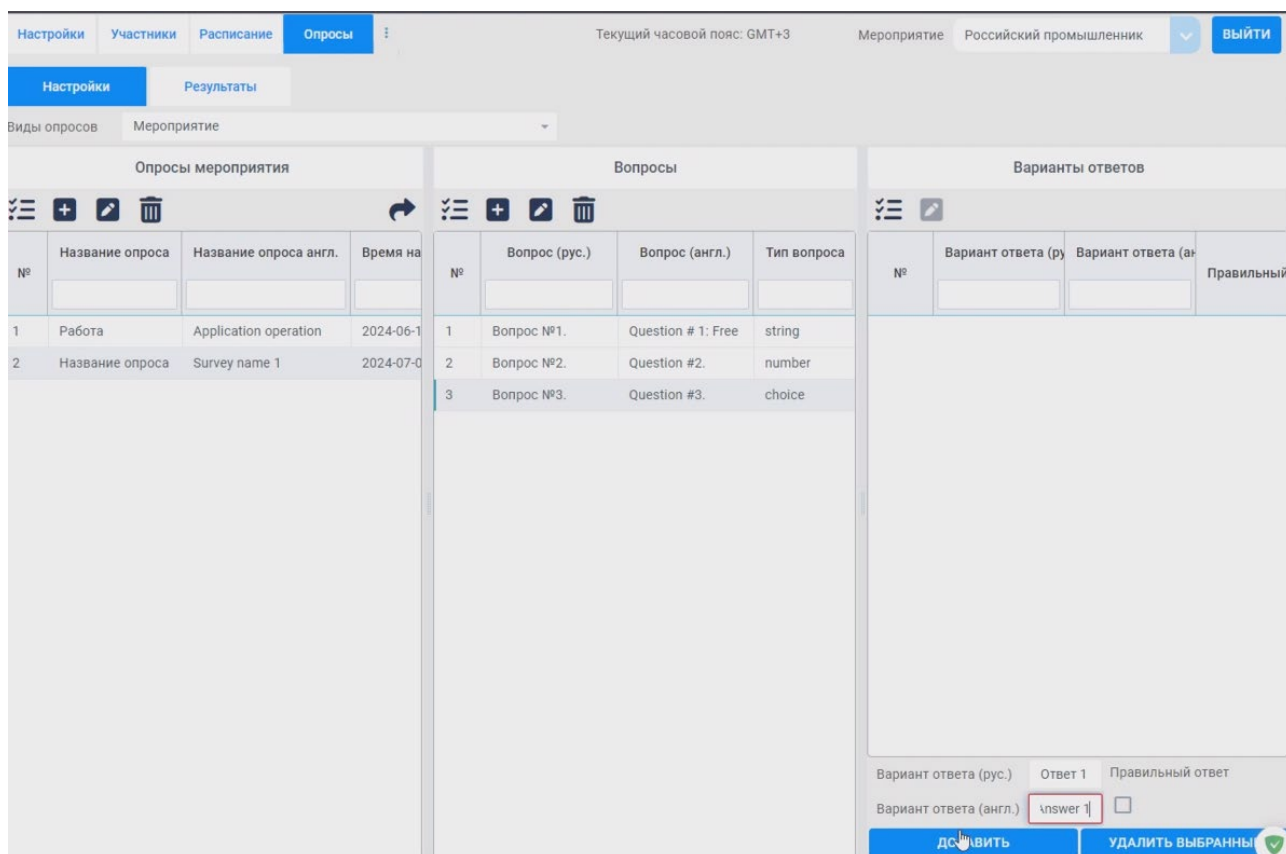 Настройки Участники Расписание Опросы Текущий часовой пояс: GMT+3 Мероприятие Российский промышленник ВЫЙТИ
Настройки Результаты
Виды опросов Мероприятие
Опросы мероприятия Вопросы Варианты ответов
№ Название опроса Название опроса англ. Время на № Вопрос (рус.) Вопрос (англ.) Тип вопроса № Вариант ответа (ру Вариант ответа (ан Правильный
1 Работа Application operation 2024-06-1 1 Вопрос №1. Question # 1: Free string
2 Название опроса Survey name 1 2024-07-0 2 Вопрос №2. Question #2. number
3 Вопрос №3. Question #3. choice
Вариант ответа (рус.) Ответ 1 Правильный ответ
Вариант ответа (англ.) Answer 1
ДОБАВИТЬ УДАЛИТЬ ВЫБРАННЫ